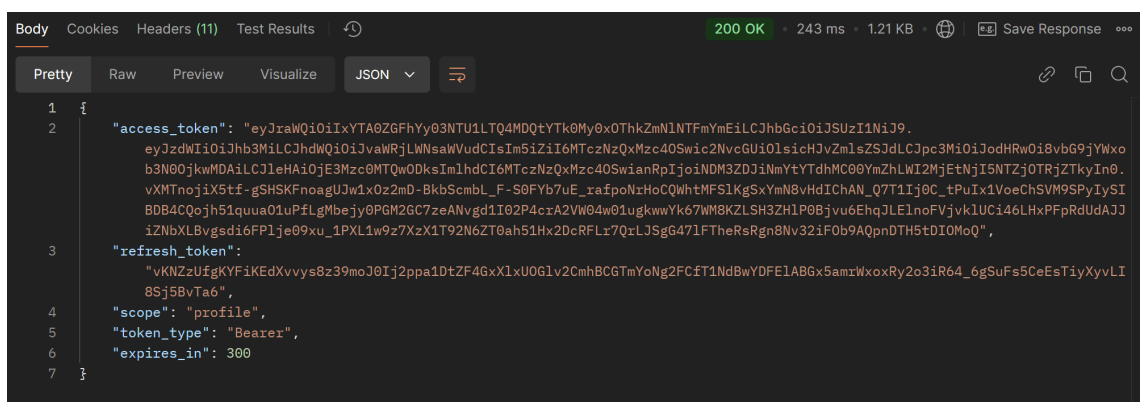 Body Cookies Headers (11) Test Results 200 OK 243 ms 1.21 KB e.g. Save Response
Pretty Raw Preview Visualize JSON
1 {
2 "access_token": "eyJraWQiOiIxYTA0ZGFhYy03NTU1LTQ4MDQtYTk0My0xOThkZmNlNTFmYmEiLCJhbGciOiJSUzI1NiJ9.
eyJzdWIiOiJhb3MiLCJhdWQiOiJvaWRjLWNsaWVudCIsIm5iZiI6MTczNzQxMzc4OSwic2NvcGUiOlsicHJvZmlsZSJdLCJpc3MiOiJodHRwOi8vbG9jYWxo
b3N0OjkwMDAiLCJleHAiOjE3Mzc0MTQwODksImlhdCI6MTczNzQxMzc4OSwianRpIjoiNDM3ZDJiNmYtYTdhMC00YmZhLWI2MjEtNjI5NTZjOTRjZTkyIn0.
vXMTnojiX5tf-gSHSKFnoagUJw1xOz2mD-BkbScmbL_F-S0FYb7uE_rafpoNrHoCQWhtMFSlKgSxYmN8vHdIChAN_Q7T1Ij0C_tPuIx1VoeChSVM9SPyIySI
BDB4CQojh51quuaO1uPfLgMbejy0PGM2GC7zeANvgd1I02P4crA2VW04w01ugkwwYk67WM8KZLSH3ZHlP0Bjvu6EhqJLElnoFVjvklUCi46LHxPFpRdUdAJJ
iZNbXLBvgsdi6FPlje09xu_1PXL1w9z7XzX1T92N6ZT0ah51Hx2DcRFLr7QrLJSgG47lFTheRsRgn8Nv32iFOb9AQpnDTH5tDIOMoQ",
3 "refresh_token":
"vKNZzUfgKYFiKEdXvvys8z39moJ0Ij2ppa1DtZF4GxXlxUOGlv2CmhBCGTmYoNg2FCfT1NdBwYDFElABGx5amrWxoxRy2o3iR64_6gSuFs5CeEsTiyXyvLI
8Sj5BvTa6",
4 "scope": "profile",
5 "token_type": "Bearer",
6 "expires_in": 300
7 }